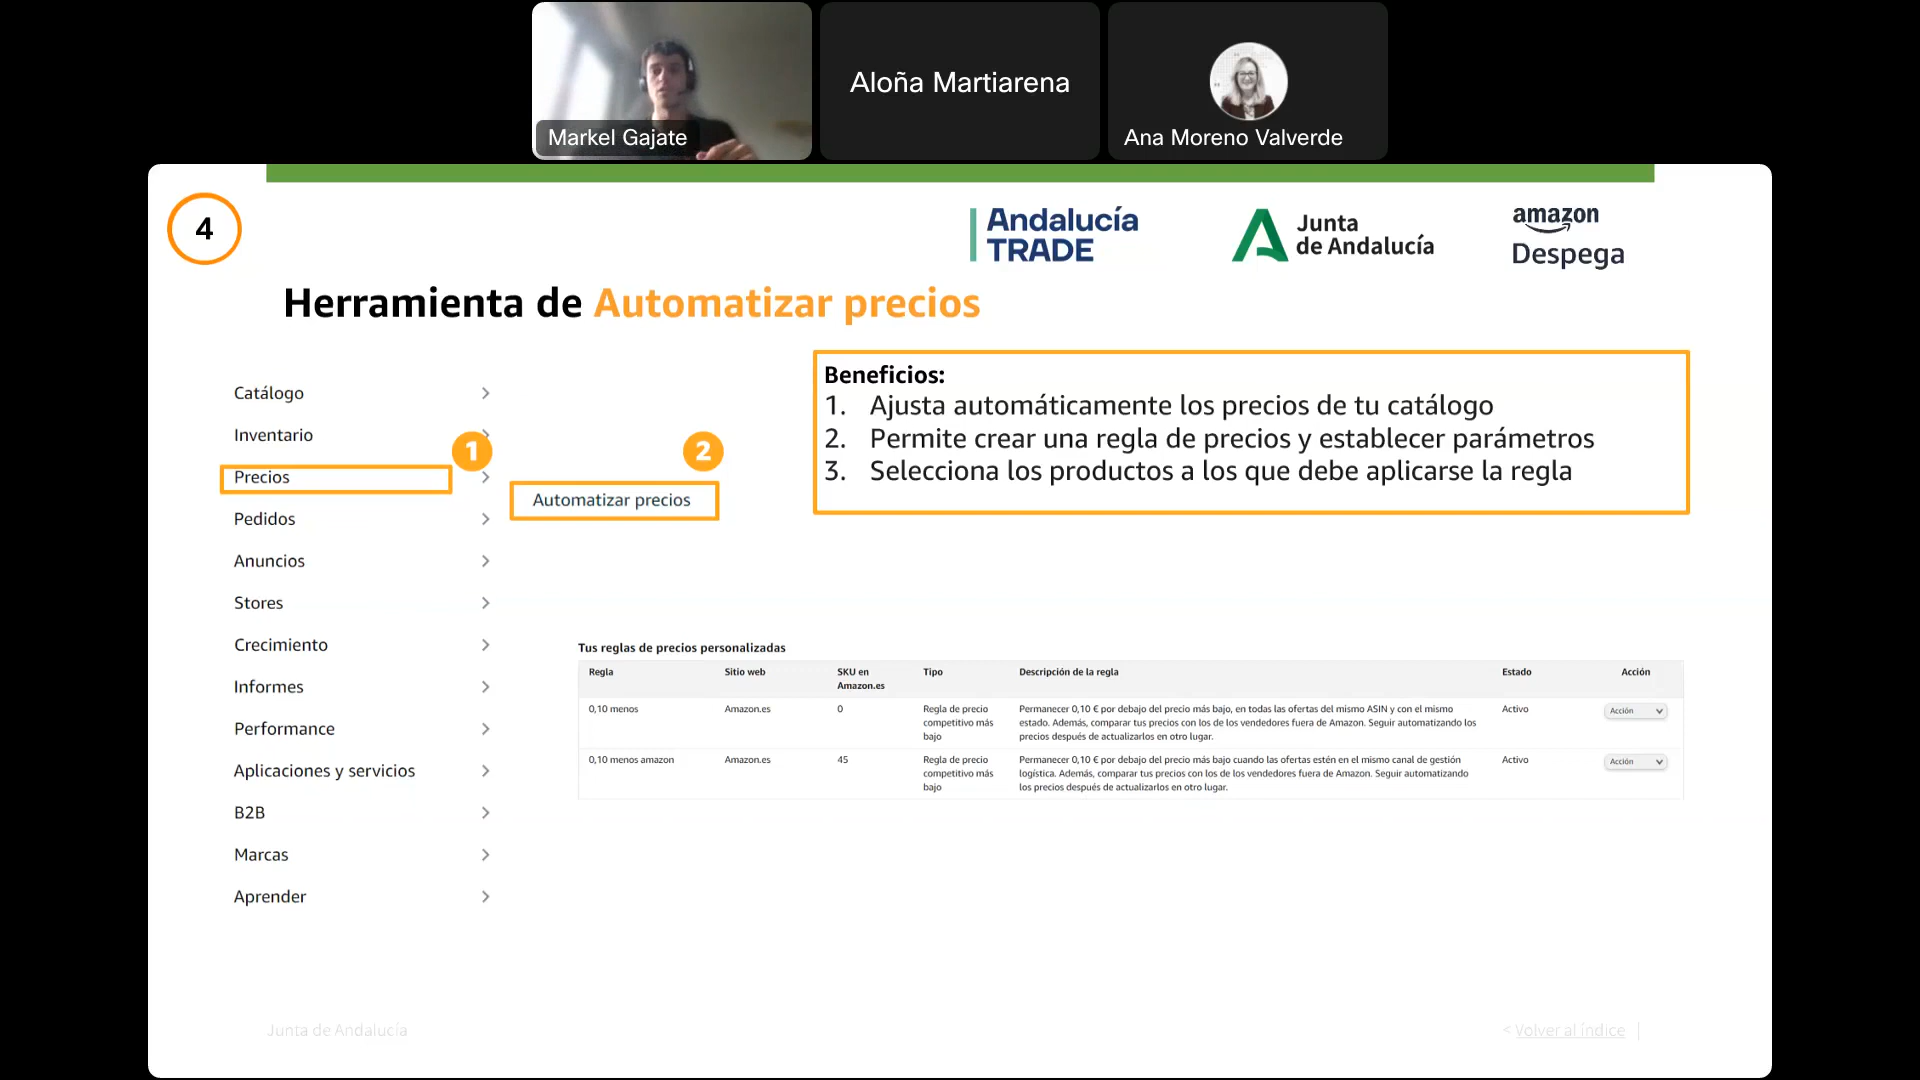 Markel Gajate
Aloña Martiarena
Ana Moreno Valverde
4
Andalucía
TRADE
Junta
de Andalucía
amazon
Despega
Herramienta de Automatizar precios
Catálogo
Inventario
Precios
Pedidos
Anuncios
Stores
Crecimiento
Informes
Performance
Aplicaciones y servicios
B2B
Marcas
Aprender
1
2
Automatizar precios
Beneficios:
1. Ajusta automáticamente los precios de tu catálogo
2. Permite crear una regla de precios y establecer parámetros
3. Selecciona los productos a los que debe aplicarse la regla
Tus reglas de precios personalizadas
Regla Sitio web SKU en Tipo Descripción de la regla Estado Acción
Amazon.es
0,10 menos Amazon.es 0 Regla de precio Permanecer 0,10 € por debajo del precio más bajo, en todas las ofertas del mismo ASIN y con el mismo Activo Acción
competitivo más estado. Además, comparar tus precios con los de los vendedores fuera de Amazon. Seguir automatizando los
bajo precios después de actualizarlos en otro lugar.
0,10 menos amazon Amazon.es 45 Regla de precio Permanecer 0,10 € por debajo del precio más bajo cuando las ofertas estén en el mismo canal de gestión Activo Acción
competitivo más logística. Además, comparar tus precios con los de los vendedores fuera de Amazon. Seguir automatizando
bajo los precios después de actualizarlos en otro lugar.
Junta de Andalucía
< Volver al índice |